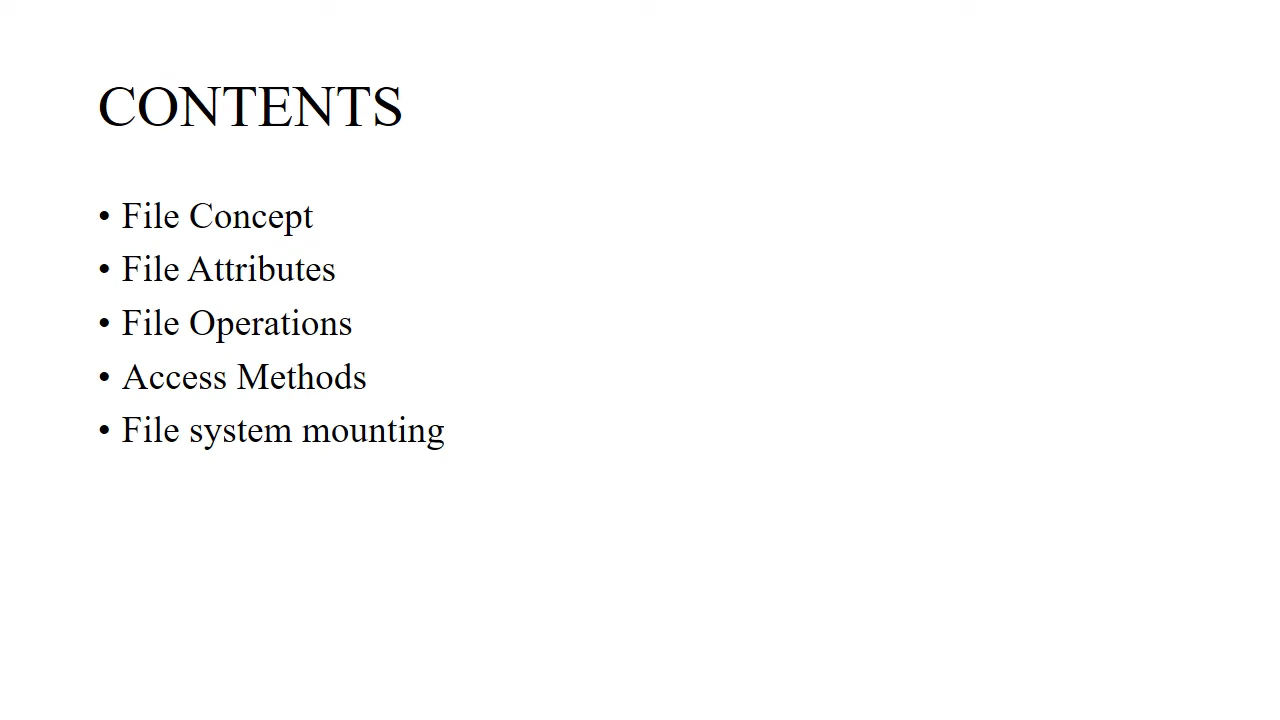 CONTENTS
• File Concept
• File Attributes
• File Operations
• Access Methods
• File system mounting